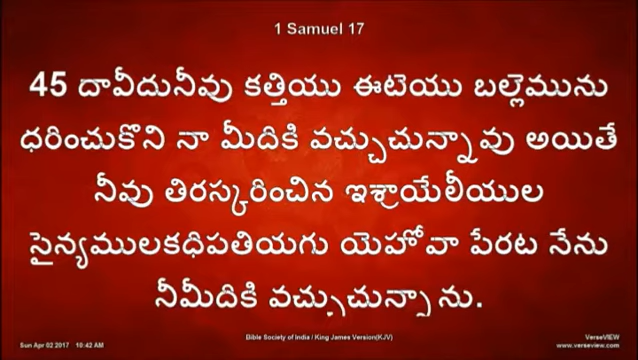 1 Samuel 17
45 దావీదునీవు కత్తియు ఈటెయు బల్లెమును
ధరించుకొని నా మీదికి వచ్చుచున్నావు అయితే
నీవు తిరస్కరించిన ఇశ్రాయేలీయుల
సైన్యములకధిపతియగు యెహోవా పేరట నేను
నీమీదికి వచ్చుచున్నాను.
Bible Society of India / King James Version(KJV)
VerseVIEW
Sun Apr 02 2017 10:42 AM
www.verseview.com